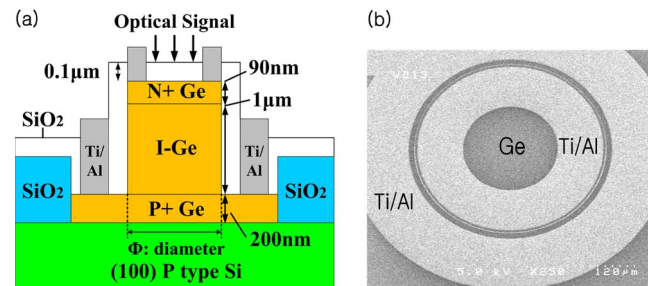 (a)
Optical Signal
0.1μm
90nm
N+ Ge
1μm
SiO₂
I-Ge
Ti/
Al
Ti/
Al
SiO₂
SiO₂
P+ Ge
200nm
Φ: diameter
(100) P type Si
(b)
WD13
Ge
Ti/Al
Ti/Al
5.0 kV X250 120μm